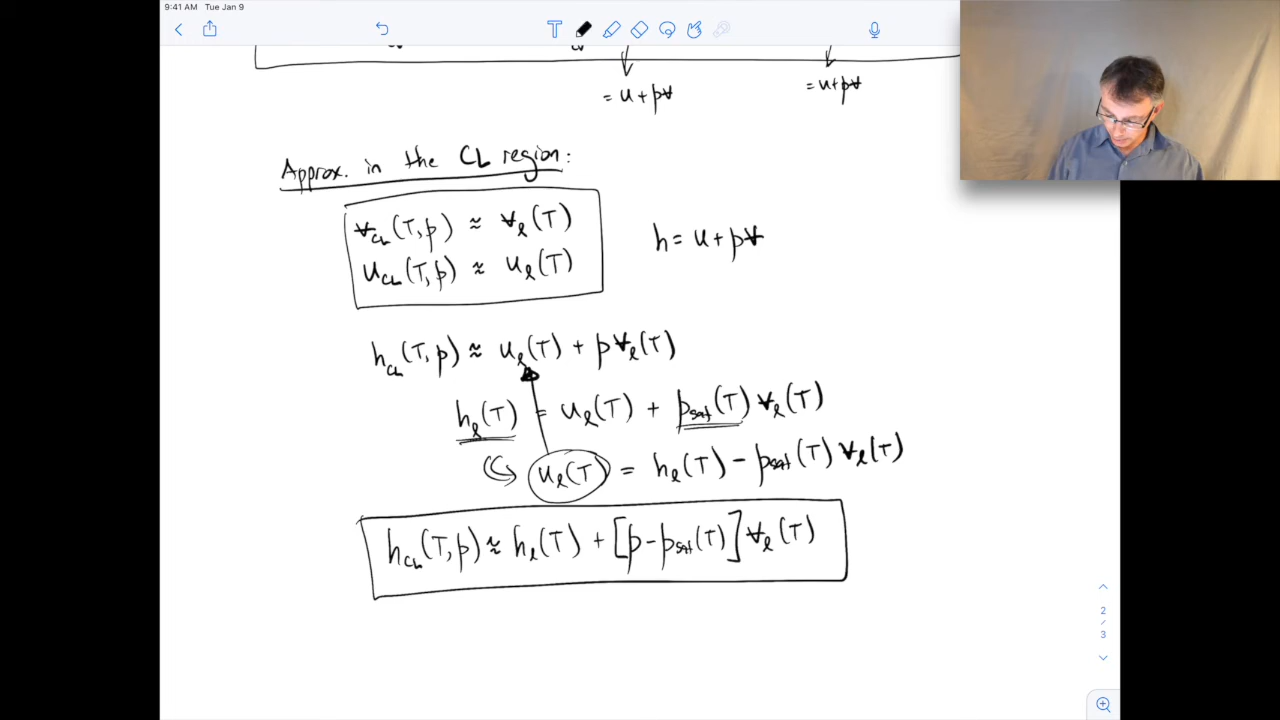 9:41 AM Tue Jan 9
= u + pv
= u + pv
Approx. in the CL region:
v_CL(T,p) ≈ v_l(T)
u_CL(T,p) ≈ u_l(T)
h = u + pv
h_CL(T,p) ≈ u_l(T) + p v_l(T)
h_l(T) = u_l(T) + p_sat(T) v_l(T)
u_l(T) = h_l(T) - p_sat(T) v_l(T)
h_CL(T,p) ≈ h_l(T) + [p - p_sat(T)] v_l(T)
2
/
3